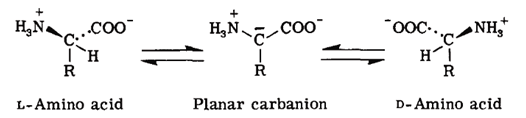 H₃N⁺ C COO⁻ H R
H₃N⁺ C⁻ COO⁻ R
⁻OOC C NH₃⁺ H R
L-Amino acid Planar carbanion D-Amino acid